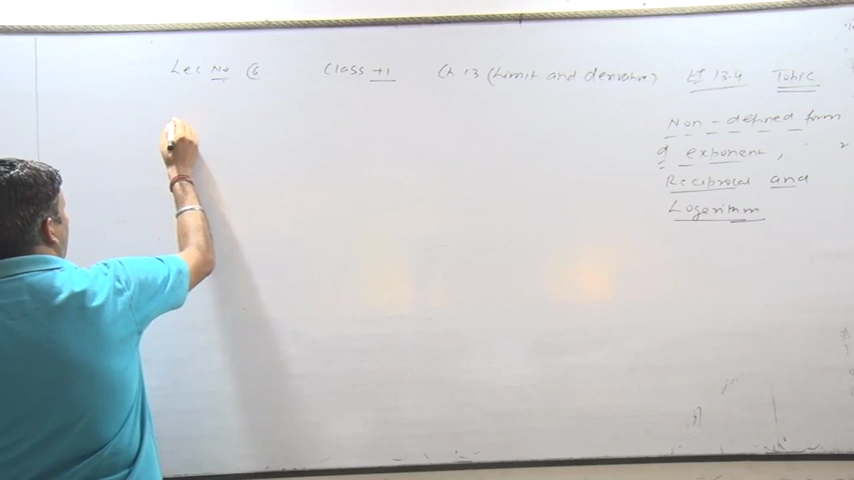 Lec No 6 Class +1 Ch 13 (Limit and derivative) Ex 13.4 Topic
Non-defined form
of exponent,
Reciprocal and
Logerithm